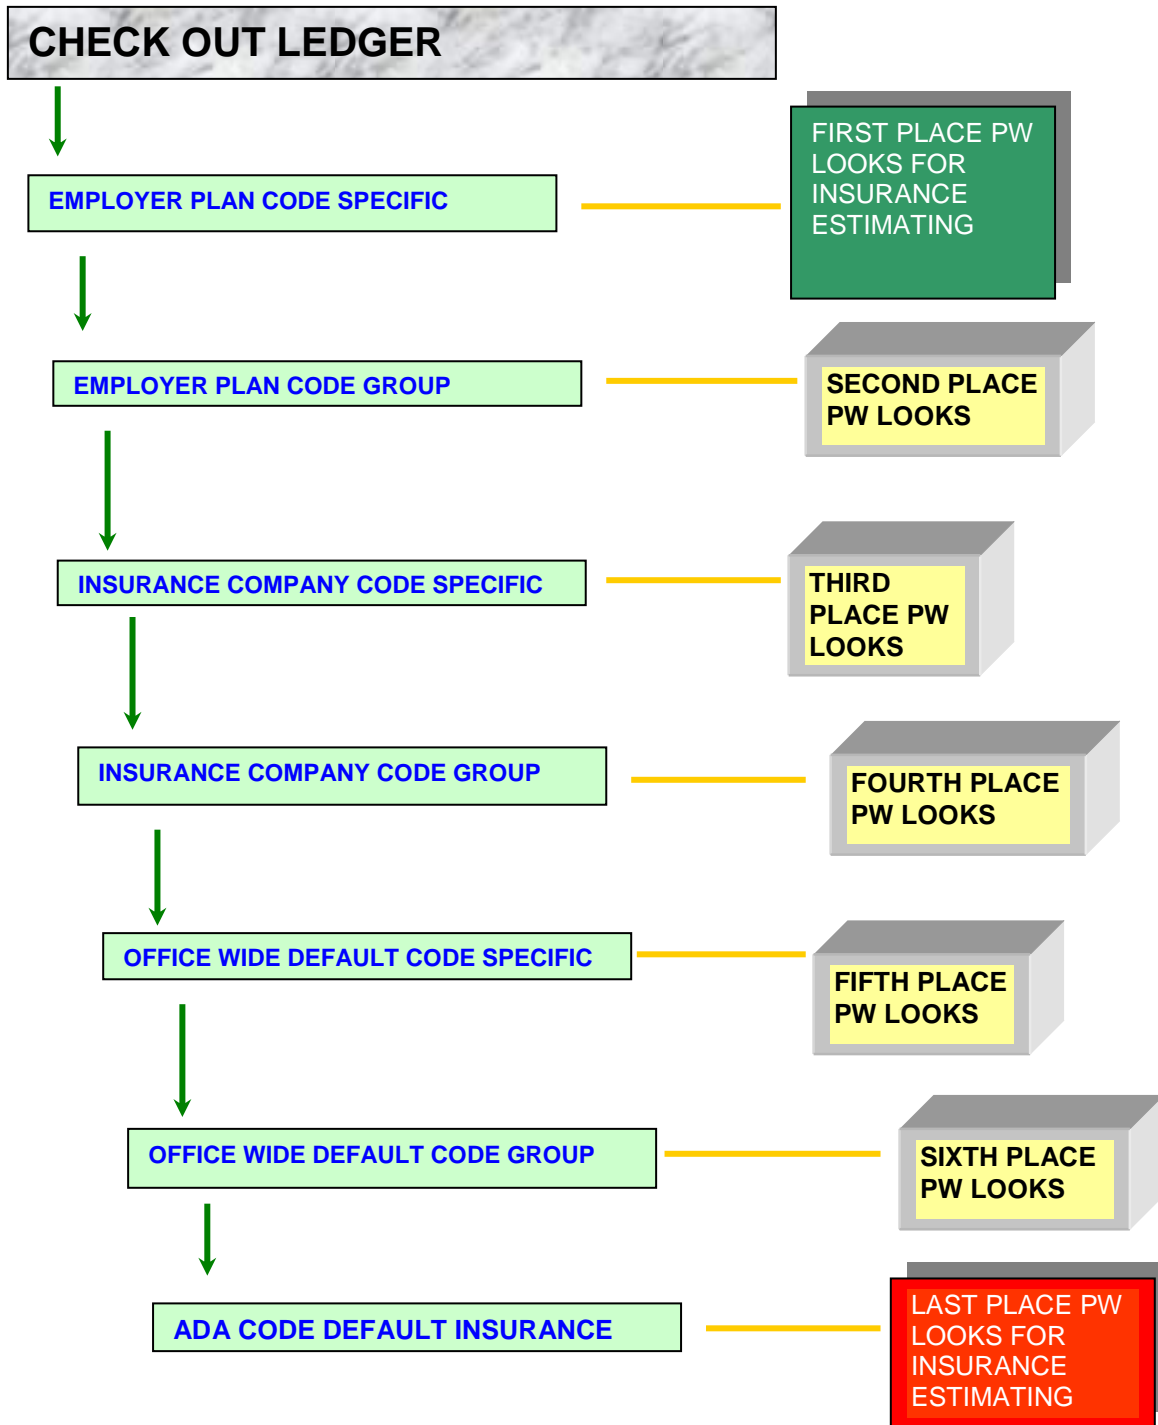 CHECK OUT LEDGER
EMPLOYER PLAN CODE SPECIFIC
FIRST PLACE PW
LOOKS FOR
INSURANCE
ESTIMATING
EMPLOYER PLAN CODE GROUP
SECOND PLACE
PW LOOKS
INSURANCE COMPANY CODE SPECIFIC
THIRD
PLACE PW
LOOKS
INSURANCE COMPANY CODE GROUP
FOURTH PLACE
PW LOOKS
OFFICE WIDE DEFAULT CODE SPECIFIC
FIFTH PLACE
PW LOOKS
OFFICE WIDE DEFAULT CODE GROUP
SIXTH PLACE
PW LOOKS
ADA CODE DEFAULT INSURANCE
LAST PLACE PW
LOOKS FOR
INSURANCE
ESTIMATING